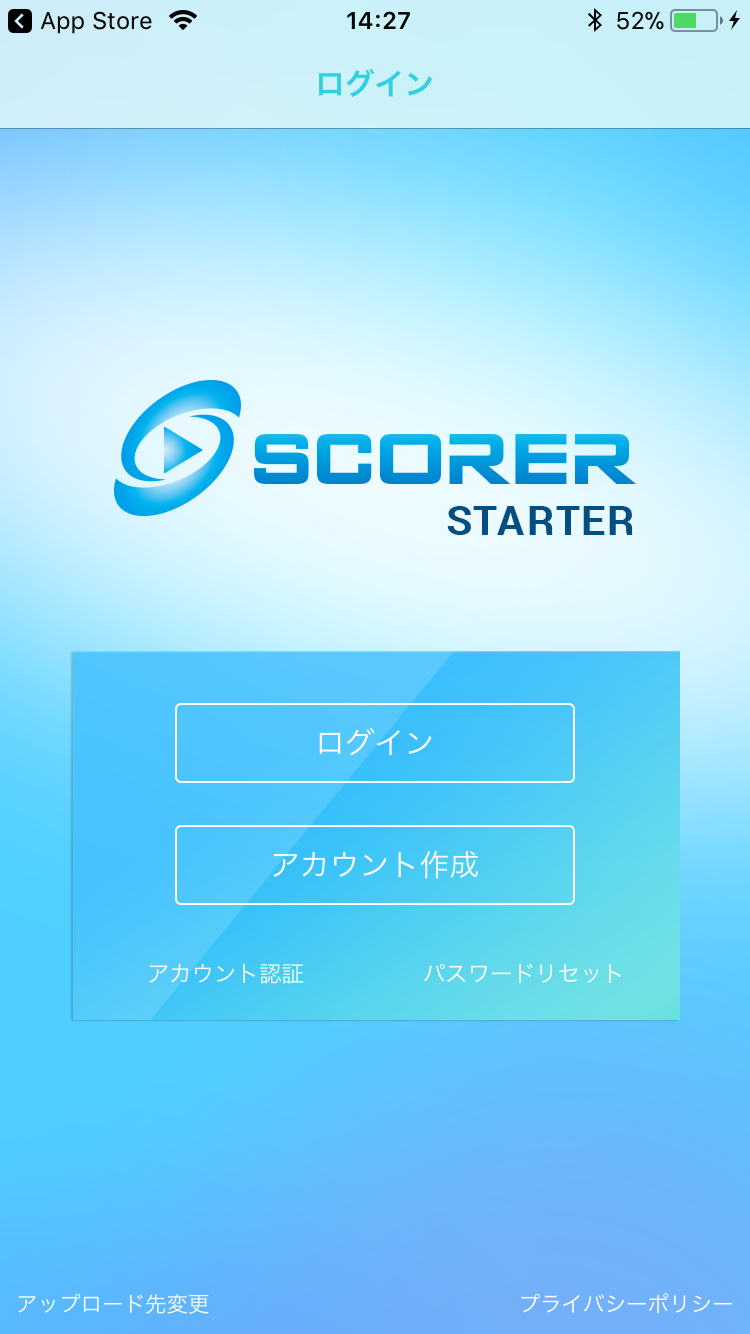 App Store 14:27 52%
ログイン
SCORER
STARTER
ログイン
アカウント作成
アカウント認証 パスワードリセット
アップロード先変更 プライバシーポリシー